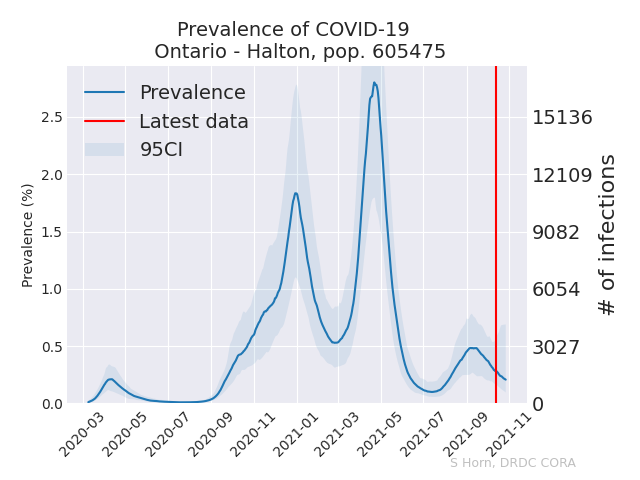 Prevalence of COVID-19
Ontario - Halton, pop. 605475
Prevalence
Latest data
95CI
Prevalence (%)
2.5
2.0
1.5
1.0
0.5
0.0
15136
12109
9082
6054
3027
0
# of infections
2020-03
2020-05
2020-07
2020-09
2020-11
2021-01
2021-03
2021-05
2021-07
2021-09
2021-11
S Horn, DRDC CORA